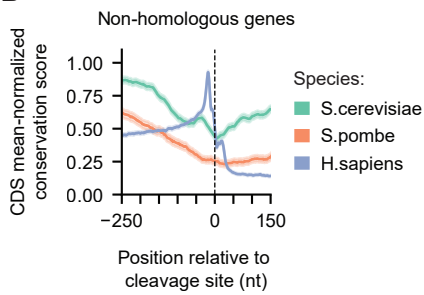 Non-homologous genes
CDS mean-normalized
conservation score
1.00
0.75
0.50
0.25
0.00
−250
0
150
Position relative to
cleavage site (nt)
Species:
S.cerevisiae
S.pombe
H.sapiens